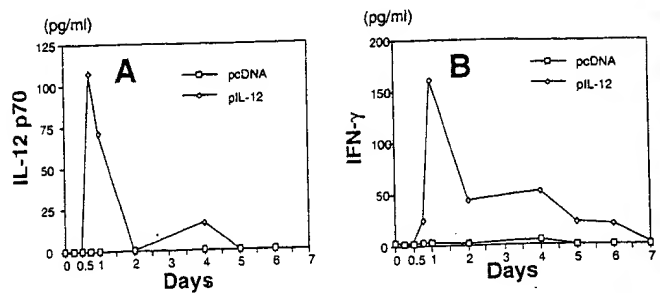 (pg/ml)
125
100
75
50
25
0
IL-12 p70
A
pcDNA
pIL-12
0 0.5 1 2 3 4 5 6 7
Days
(pg/ml)
200
150
100
50
0
IFN-γ
B
pcDNA
pIL-12
0 0.5 1 2 3 4 5 6 7
Days